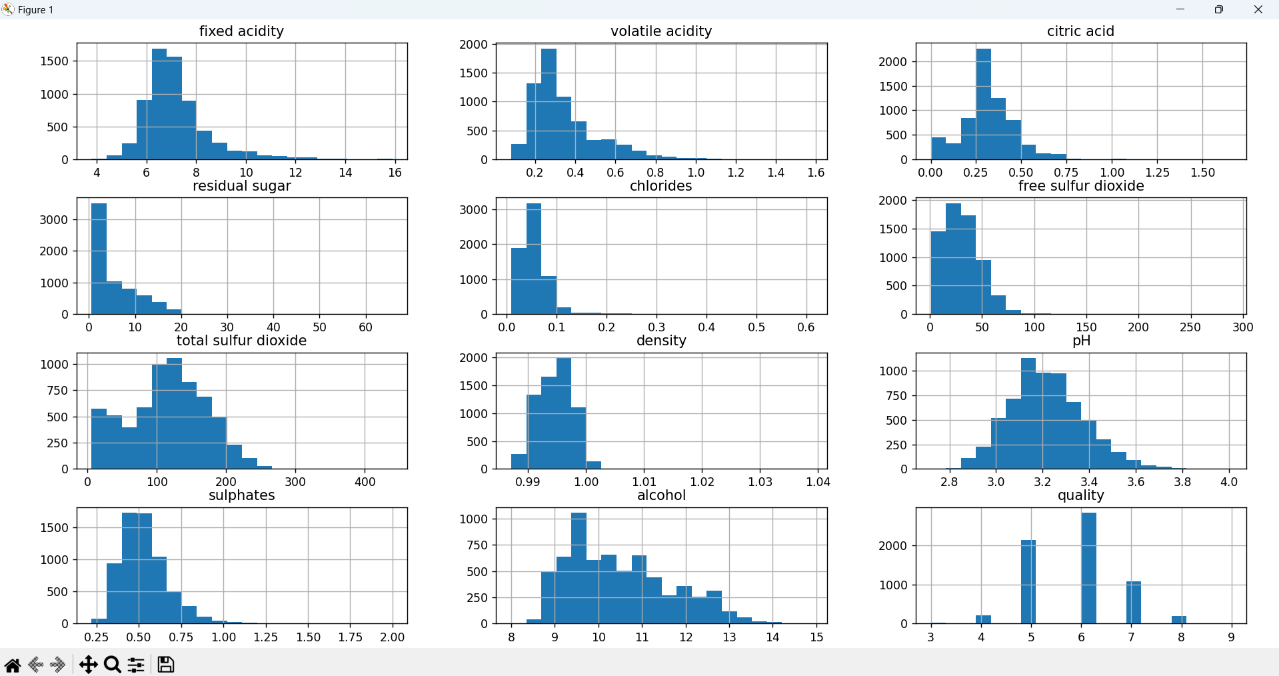 Figure 1
fixed acidity volatile acidity citric acid
1500 2000 2000
1000 1500 1500
500 1000 1000
0 500 500
0 0
4 6 8 10 12 14 16 0.2 0.4 0.6 0.8 1.0 1.2 1.4 1.6 0.00 0.25 0.50 0.75 1.00 1.25 1.50
residual sugar chlorides free sulfur dioxide
3000 3000 2000
2000 2000 1500
1000 1000 1000
0 0 500
0
0 10 20 30 40 50 60 0.0 0.1 0.2 0.3 0.4 0.5 0.6 0 50 100 150 200 250 300
total sulfur dioxide density pH
1000 2000 1000
750 1500 750
500 1000 500
250 500 250
0 0 0
0 100 200 300 400 0.99 1.00 1.01 1.02 1.03 1.04 2.8 3.0 3.2 3.4 3.6 3.8 4.0
sulphates alcohol quality
1500 1000 2000
1000 750 1000
500 500 0
0 250
0
0.25 0.50 0.75 1.00 1.25 1.50 1.75 2.00 8 9 10 11 12 13 14 15 3 4 5 6 7 8 9